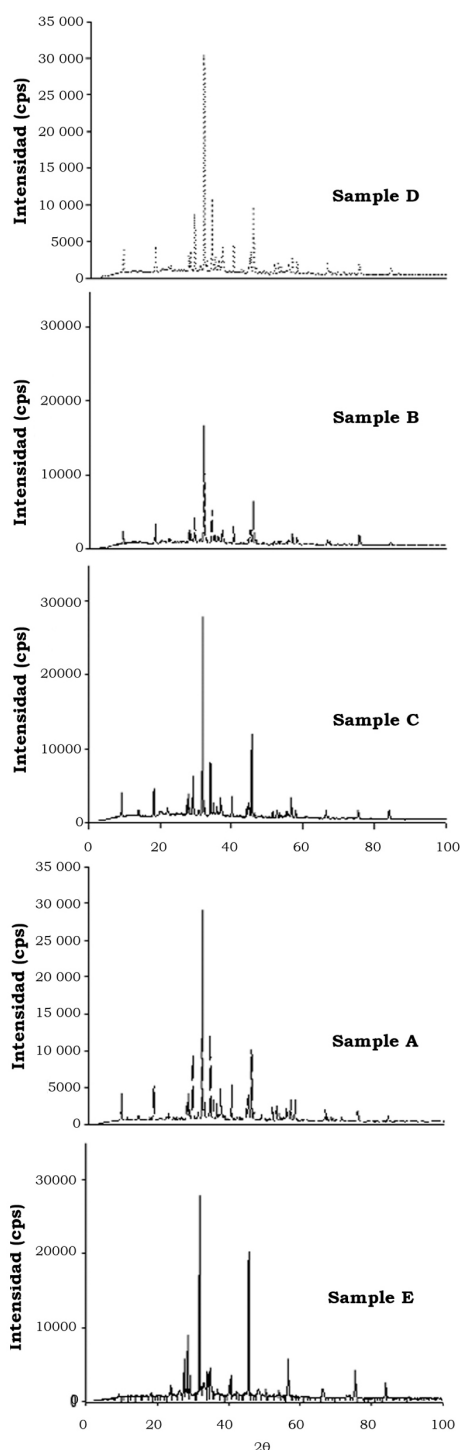 35 000
30 000
25 000
20 000
15 000
10 000
5000
0
Intensidad (cps)
Sample D
30000
20000
10000
0
Intensidad (cps)
Sample B
30000
20000
10000
0
Intensidad (cps)
Sample C
0 20 40 60 80 100
35 000
30 000
25 000
20 000
15 000
10 000
5000
0
Intensidad (cps)
Sample A
30000
20000
10000
0
Intensidad (cps)
Sample E
0 20 40 60 80 100
2θ